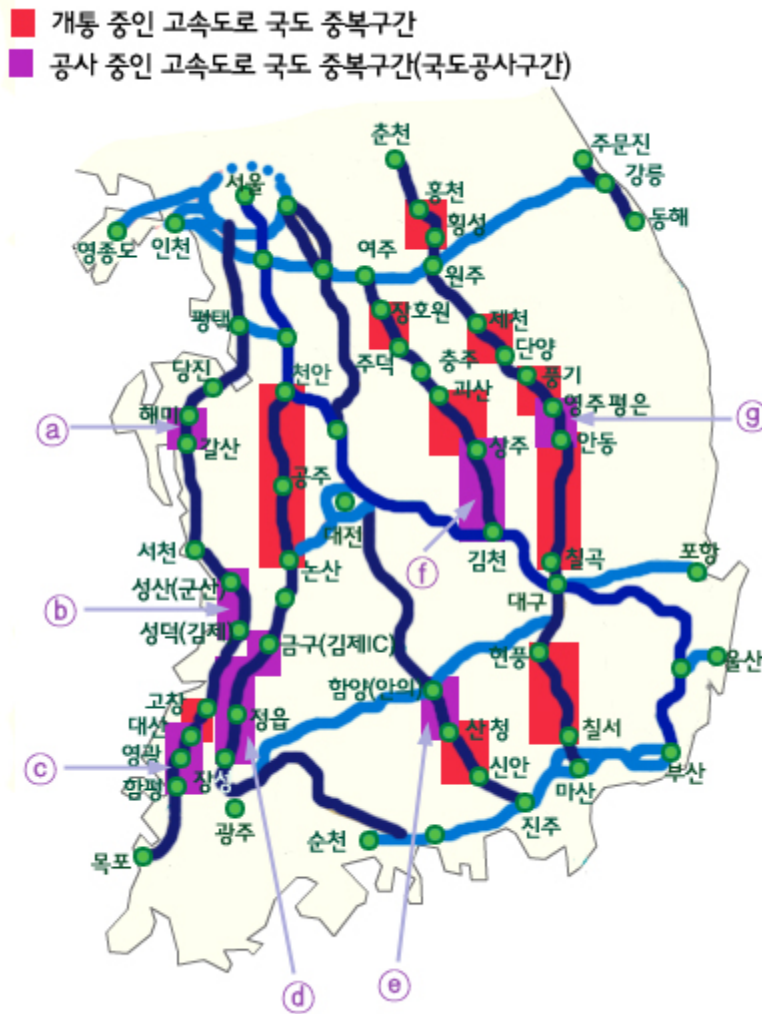 개통 중인 고속도로 국도 중복구간
공사 중인 고속도로 국도 중복구간(국도공사구간)
춘천
주문진
서울
홍천
강릉
횡성
동해
영종도
인천
여주
원주
평택
장호원
제천
단양
당진
천안
주덕
충주
풍기
해미
괴산
영주평은
ⓐ
ⓖ
갈산
상주
안동
공주
대전
서천
논산
ⓕ
김천
칠곡
포항
성산(군산)
대구
ⓑ
성덕(김제)
금구(김제IC)
현풍
울산
함양(안의)
고창
대산
정읍
산청
칠서
영광
ⓒ
장성
신안
함평
마산
부산
광주
순천
진주
목포
ⓓ
ⓔ